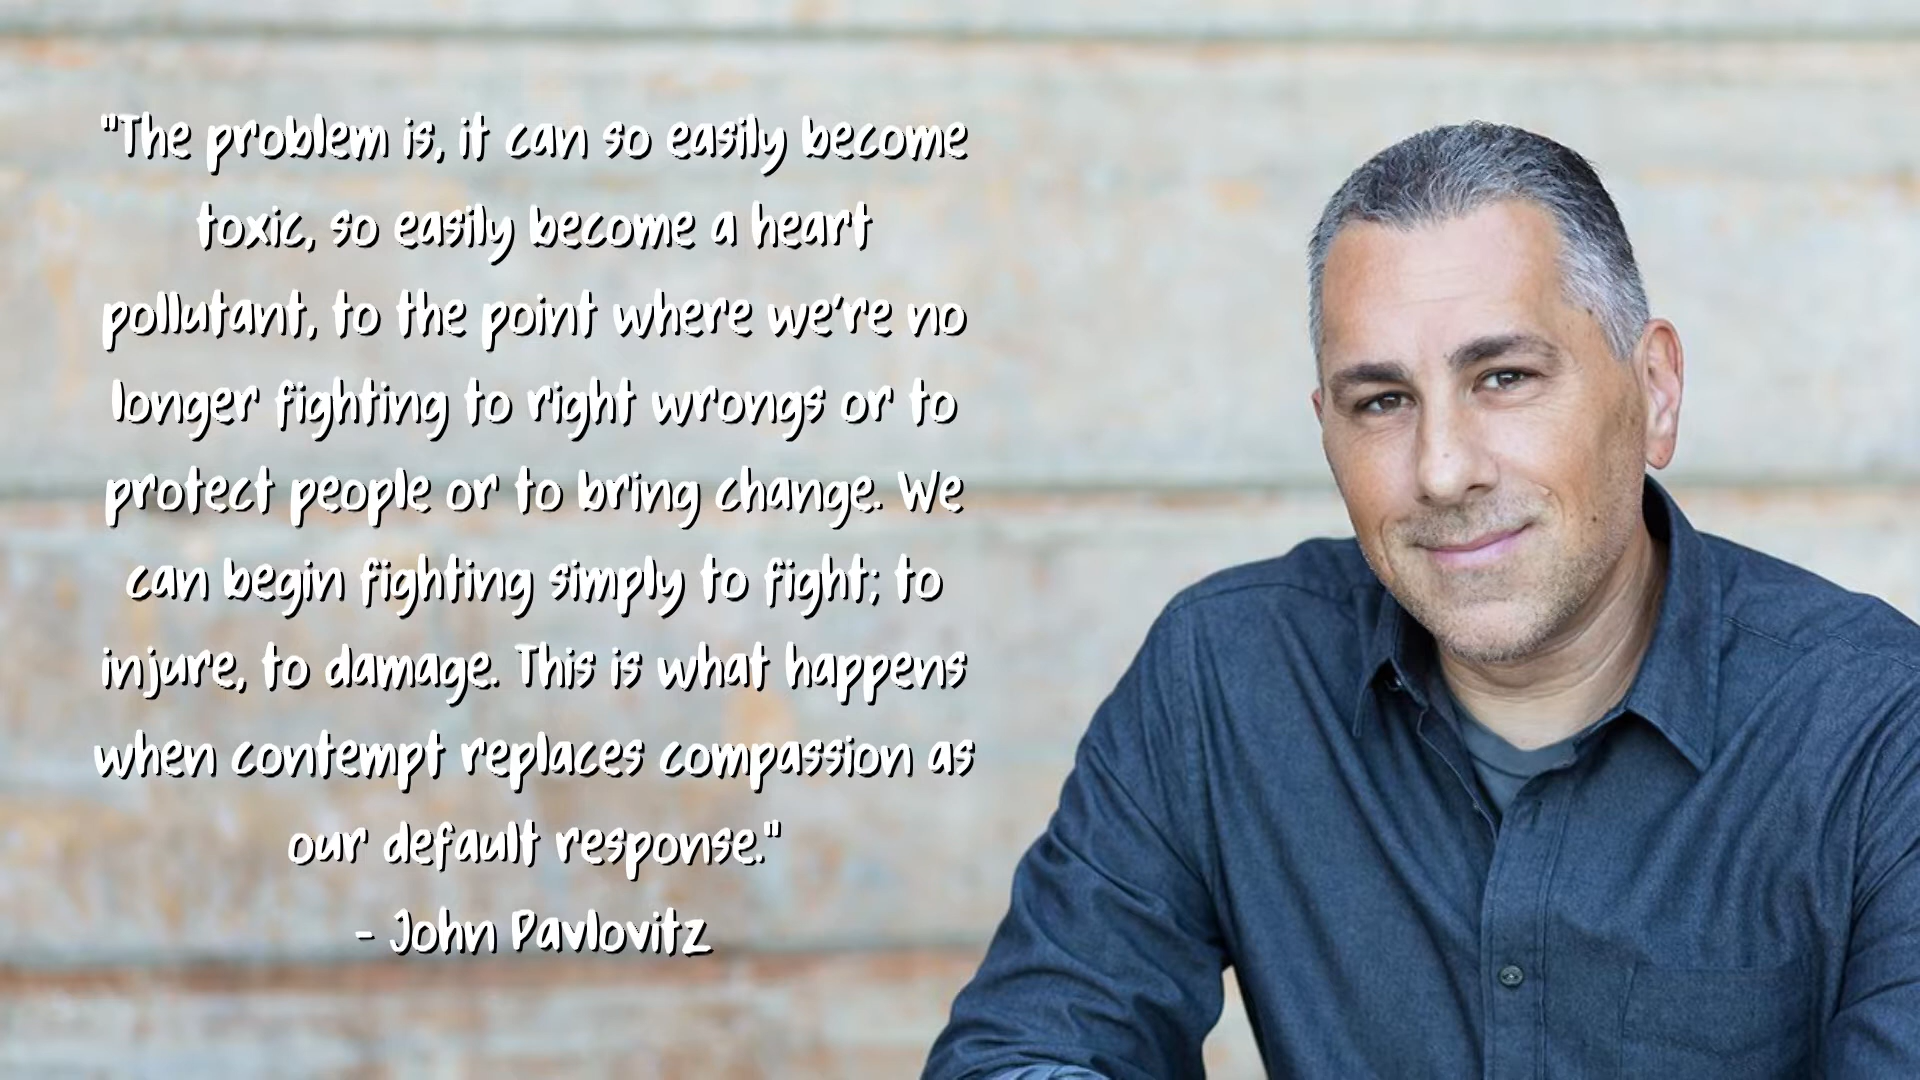 "The problem is, it can so easily become
toxic, so easily become a heart
pollutant, to the point where we're no
longer fighting to right wrongs or to
protect people or to bring change. We
can begin fighting simply to fight; to
injure, to damage. This is what happens
when contempt replaces compassion as
our default response."
- John Pavlovitz